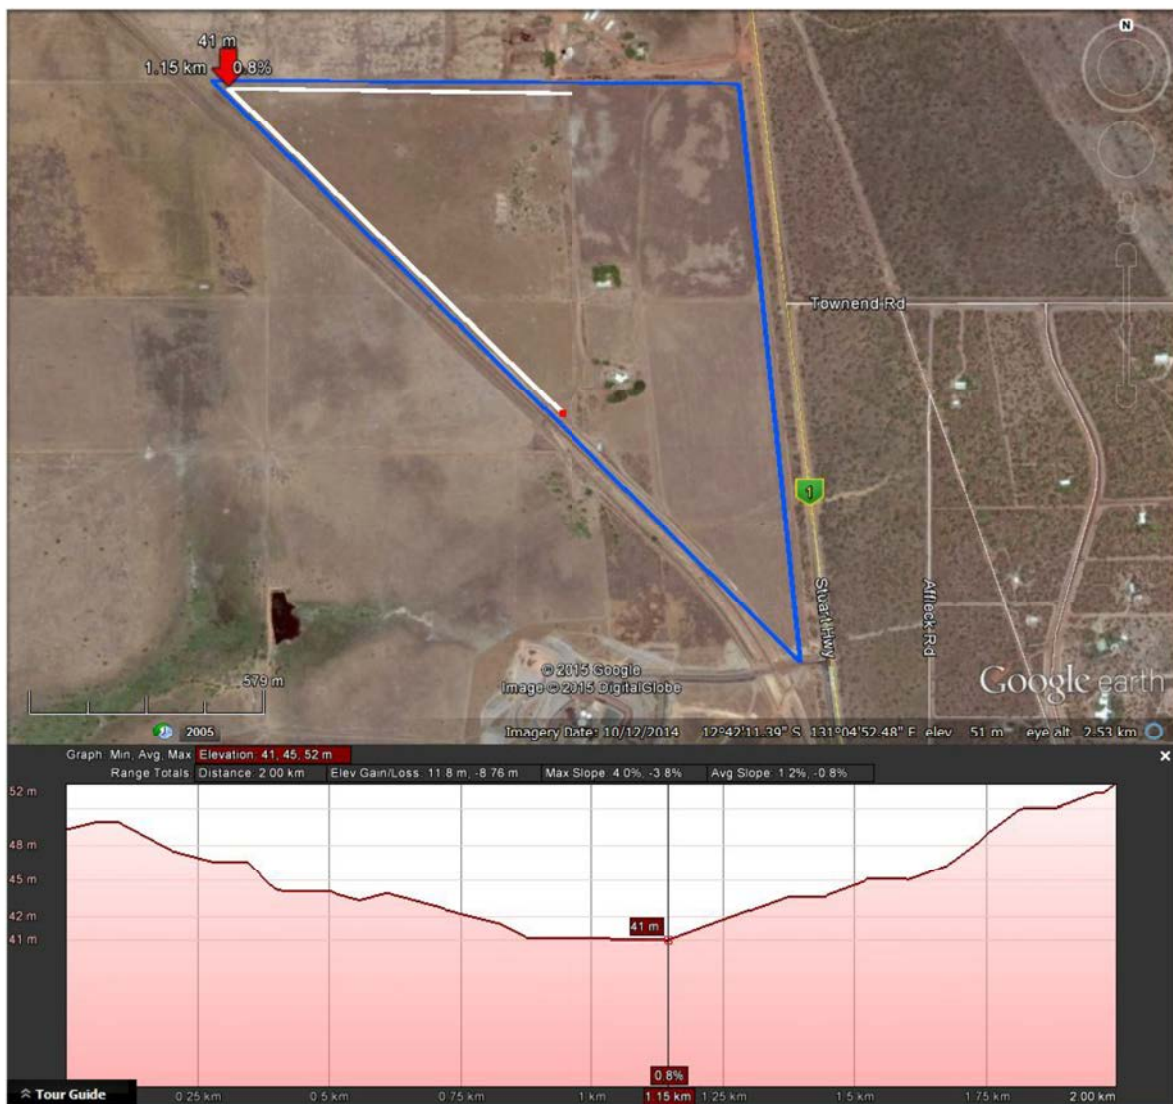 N
41 m
1.15 km 0.8%
Townend Rd
1
Stuart Hwy
Affleck Rd
© 2015 Google
Image © 2015 DigitalGlobe
Google earth
579 m
2005
Imagery Date: 10/12/2014 12°42'11.39" S 131°04'52.48" E elev 51 m eye alt 2.53 km
Graph: Min, Avg, Max Elevation: 41, 45, 52 m
Range Totals: Distance: 2.00 km Elev Gain/Loss: 11.8 m, -8.76 m Max Slope: 4.0%, -3.8% Avg Slope: 1.2%, -0.8%
52 m
48 m
45 m
42 m
41 m
41 m
0.8%
Tour Guide
0.25 km 0.5 km 0.75 km 1 km 1.15 km 1.25 km 1.5 km 1.75 km 2.00 km